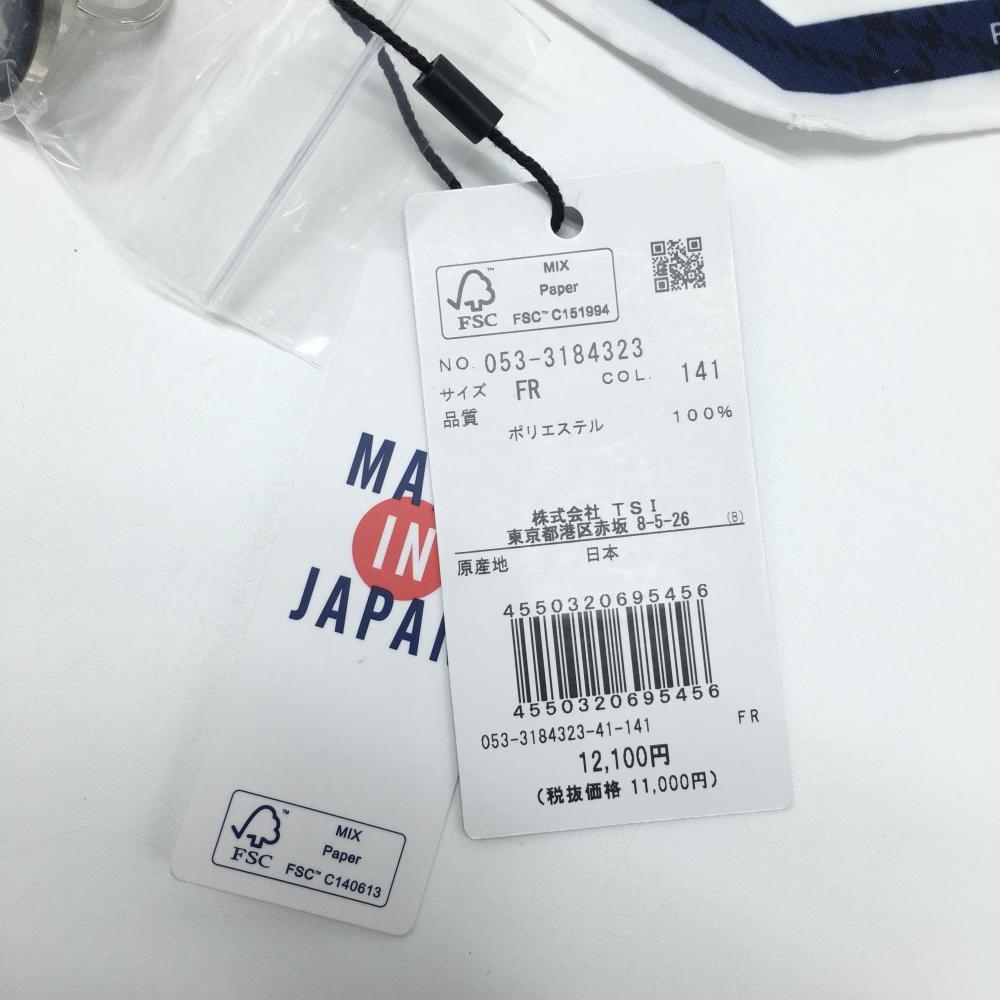 MIX
Paper
FSC™ C151994
FSC
NO. 053-3184323
サイズ FR COL. 141
品質
ポリエステル 100%
株式会社 TSI
東京都港区赤坂 8-5-26 (B)
原産地 日本
4550320695456
4550320695456
053-3184323-41-141 FR
12,100円
(税抜価格 11,000円)
IN
JAPA
MIX
Paper
FSC™ C140613
FSC